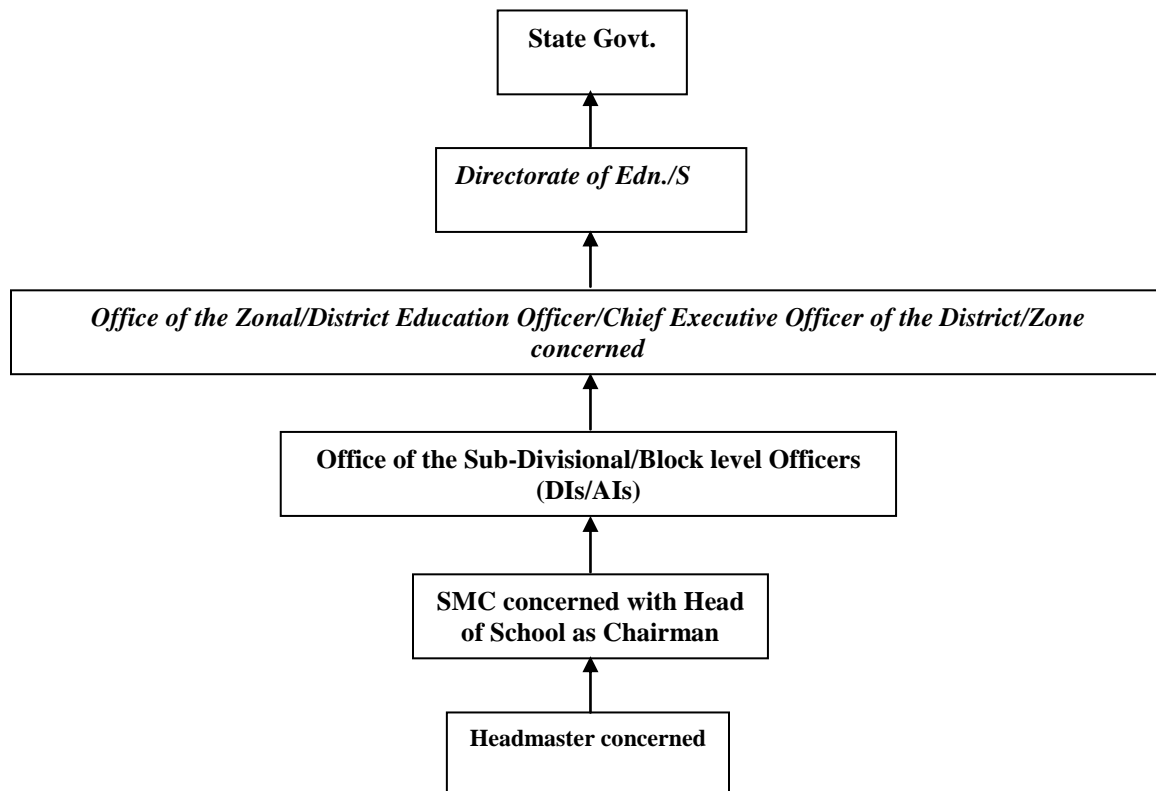 State Govt.
Directorate of Edn./S
Office of the Zonal/District Education Officer/Chief Executive Officer of the District/Zone
concerned
Office of the Sub-Divisional/Block level Officers
(DIs/AIs)
SMC concerned with Head
of School as Chairman
Headmaster concerned